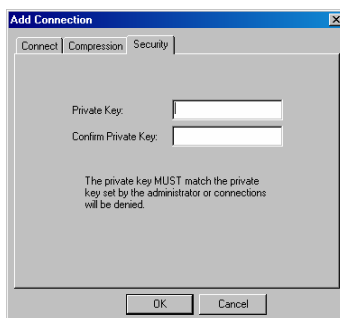 Add Connection
Connect Compression Security
Private Key:
Confirm Private Key:
The private key MUST match the private
key set by the administrator or connections
will be denied.
OK Cancel